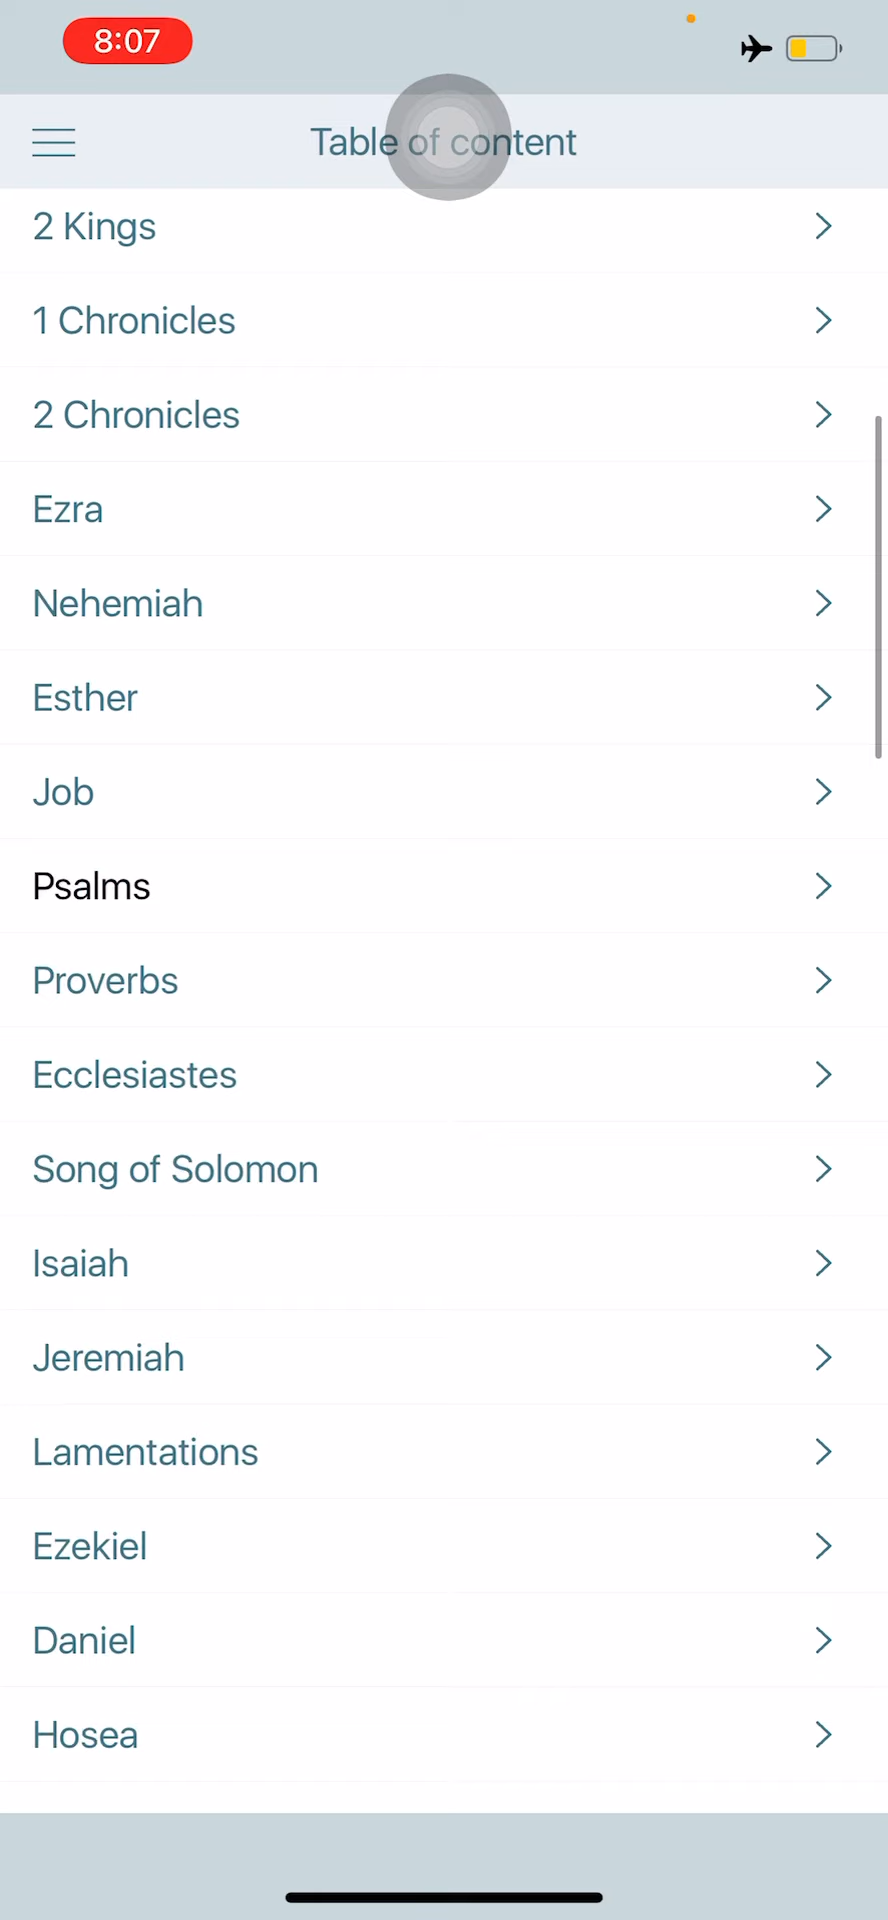 8:07
Table of content
2 Kings
1 Chronicles
2 Chronicles
Ezra
Nehemiah
Esther
Job
Psalms
Proverbs
Ecclesiastes
Song of Solomon
Isaiah
Jeremiah
Lamentations
Ezekiel
Daniel
Hosea